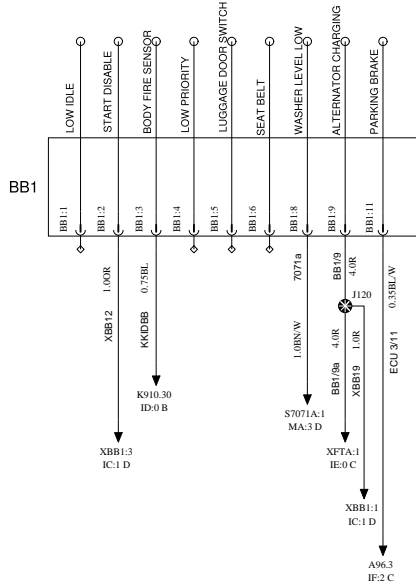 LOW IDLE
START DISABLE
BODY FIRE SENSOR
LOW PRIORITY
LUGGAGE DOOR SWITCH
SEAT BELT
WASHER LEVEL LOW
ALTERNATOR CHARGING
PARKING BRAKE
BB1
BB1:1
BB1:2
BB1:3
BB1:4
BB1:5
BB1:6
BB1:8
BB1:9
BB1:11
1.0OR
XBB12
0.75BL
KKIDBB
7071a
1.0BN/W
BB1/9
4.0R
J120
BB1/9a
4.0R
XBB19
1.0R
0.35BL/W
ECU 3/11
K910.30
ID:0 B
S7071A:1
MA:3 D
XBB1:3
IC:1 D
XFTA:1
IE:0 C
XBB1:1
IC:1 D
A96.3
IF:2 C